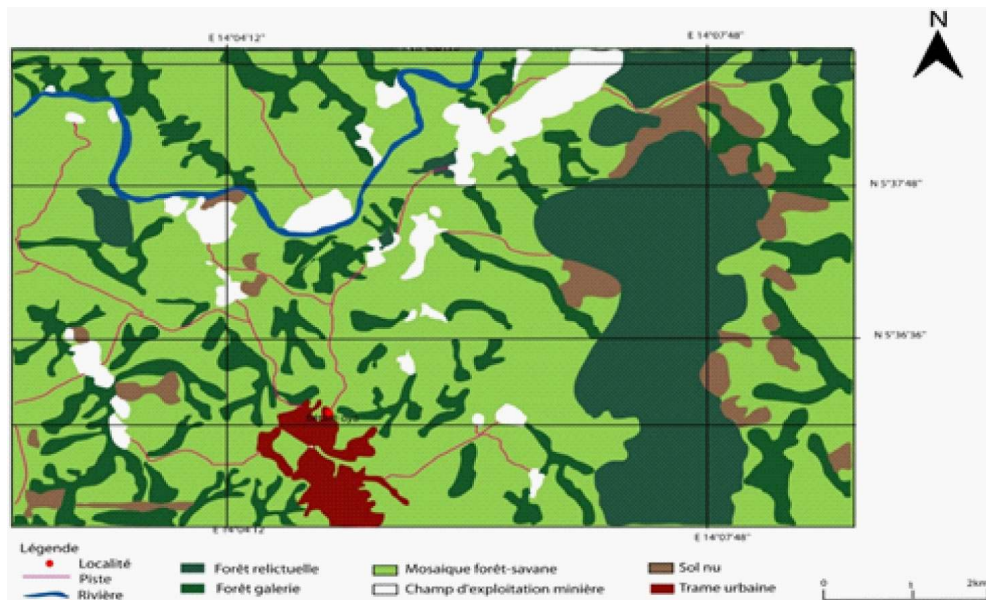 N
E 14°04'12"
E 14°07'48"
N 5°37'48"
N 5°36'36"
E 14°04'12
E 14°07'48"
Légende
Localité
Piste
Rivière
Forêt relictuelle
Forêt galerie
Mosaique forêt-savane
Champ d'exploitation minière
Sol nu
Trame urbaine
0
1
2km